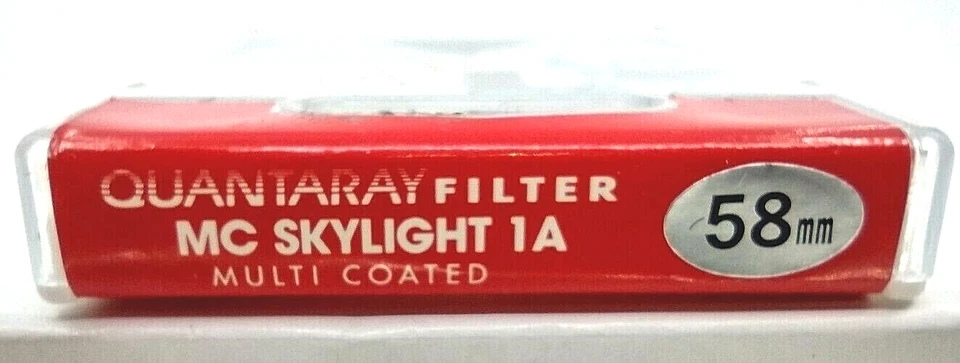 QUANTARAY FILTER
MC SKYLIGHT 1A
MULTI COATED
58mm